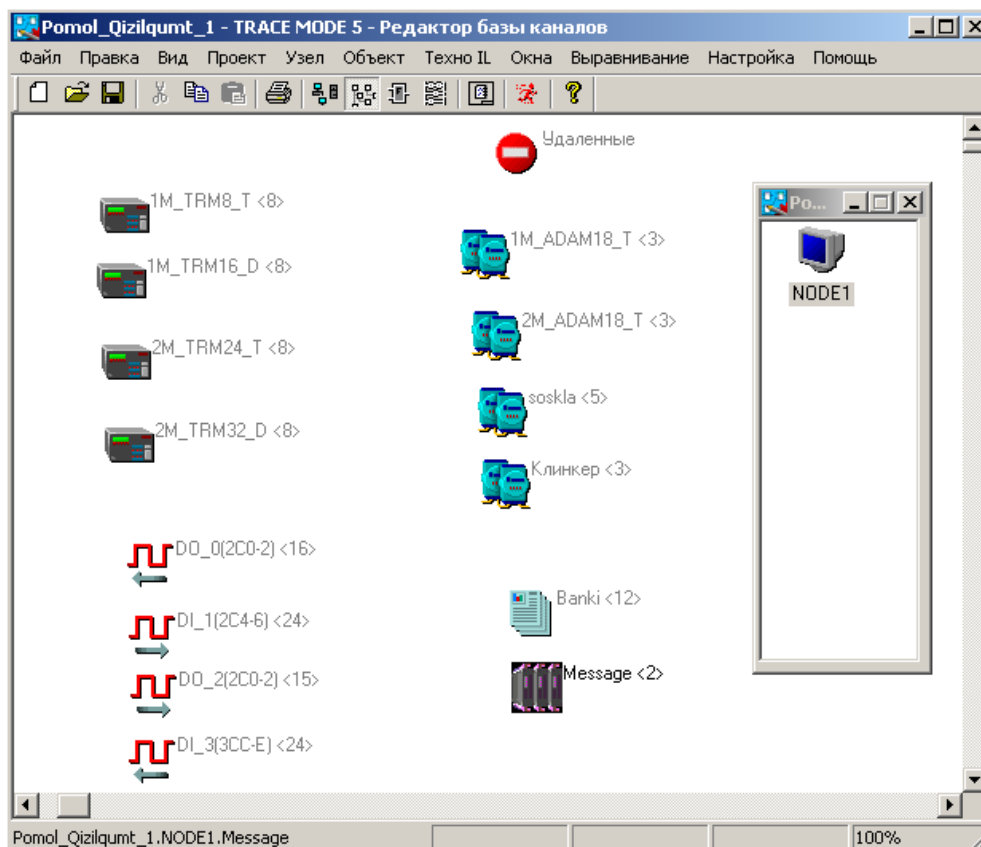 Pomol_Qizilqumt_1 - TRACE MODE 5 - Редактор базы каналов
Файл Правка Вид Проект Узел Объект Техно IL Окна Выравнивание Настройка Помощь
Удаленные
1M_TRM8_T <8>
1M_TRM16_D <8>
2M_TRM24_T <8>
2M_TRM32_D <8>
1M_ADAM18_T <3>
2M_ADAM18_T <3>
soskla <5>
Клинкер <3>
DO_0(2C0-2) <16>
DI_1(2C4-6) <24>
DO_2(2C0-2) <15>
DI_3(3CC-E) <24>
Banki <12>
Message <2>
Po...
NODE1
Pomol_Qizilqumt_1.NODE1.Message
100%